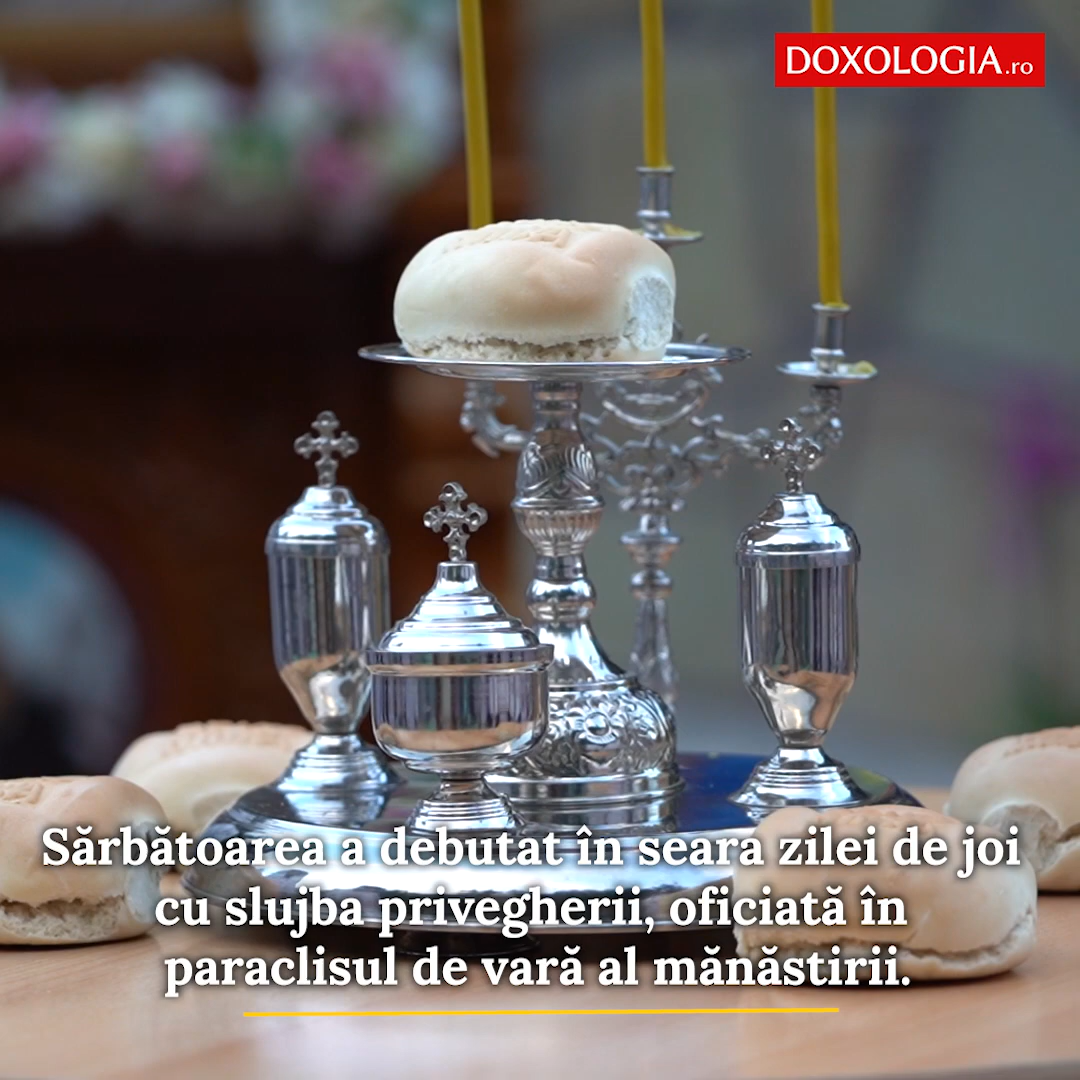 DOXOLOGIA.ro
Sărbătoarea a debutat în seara zilei de joi
cu slujba privegherii, oficiată în
paraclisul de vară al mănăstirii.